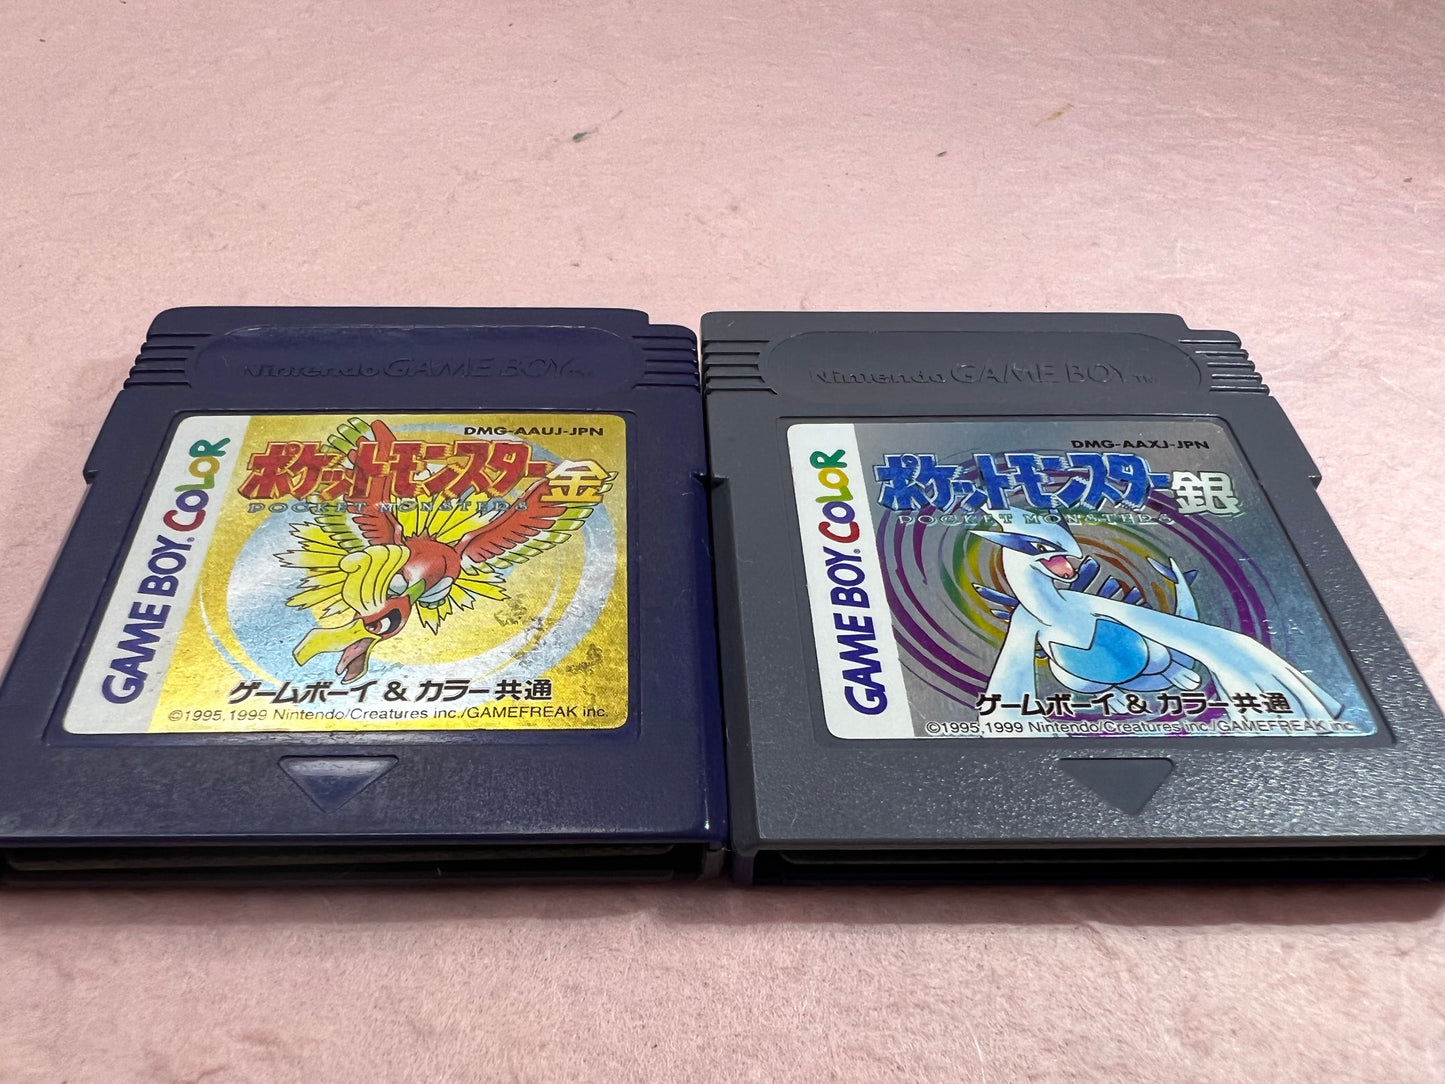 Nintendo GAME BOY TM
DMG-AAUJ-JPN
ポケットモンスター金
POCKET MONSTERS
GAME BOY COLOR
ゲームボーイ & カラー共通
©1995,1999 Nintendo/Creatures inc./GAMEFREAK inc.
Nintendo GAME BOY TM
DMG-AAXJ-JPN
ポケットモンスター銀
POCKET MONSTERS
GAME BOY COLOR
ゲームボーイ & カラー共通
©1995,1999 Nintendo/Creatures inc./GAMEFREAK inc.